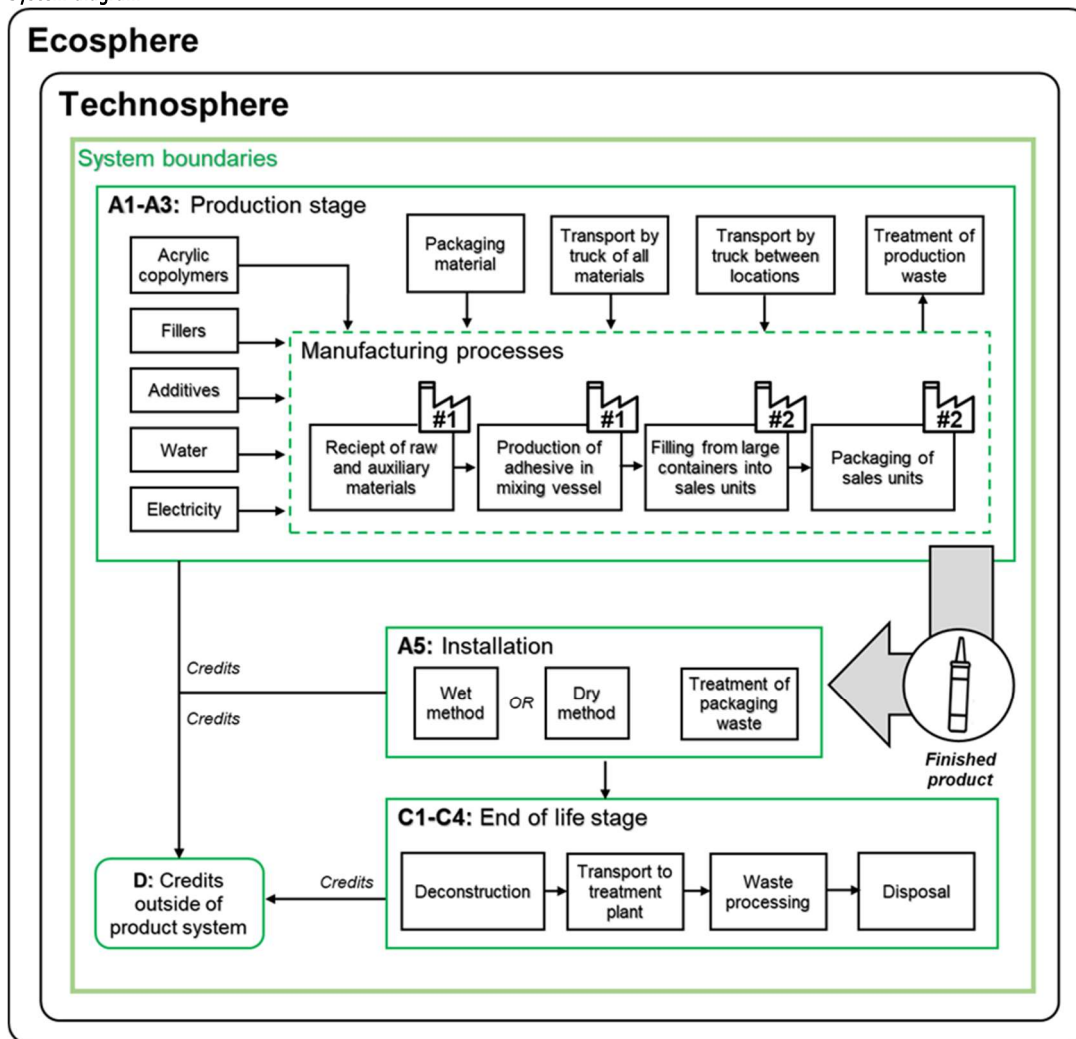 Ecosphere
Technosphere
System boundaries
A1-A3: Production stage
Acrylic
copolymers
Fillers
Additives
Water
Electricity
Packaging
material
Transport by
truck of all
materials
Transport by
truck between
locations
Treatment of
production
waste
Manufacturing processes
#1
Reciept of raw
and auxiliary
materials
#1
Production of
adhesive in
mixing vessel
#2
Filling from large
containers into
sales units
#2
Packaging of
sales units
Finished
product
A5: Installation
Wet
method
OR
Dry
method
Treatment of
packaging
waste
Credits
Credits
C1-C4: End of life stage
Deconstruction
Transport to
treatment
plant
Waste
processing
Disposal
Credits
D: Credits
outside of
product system